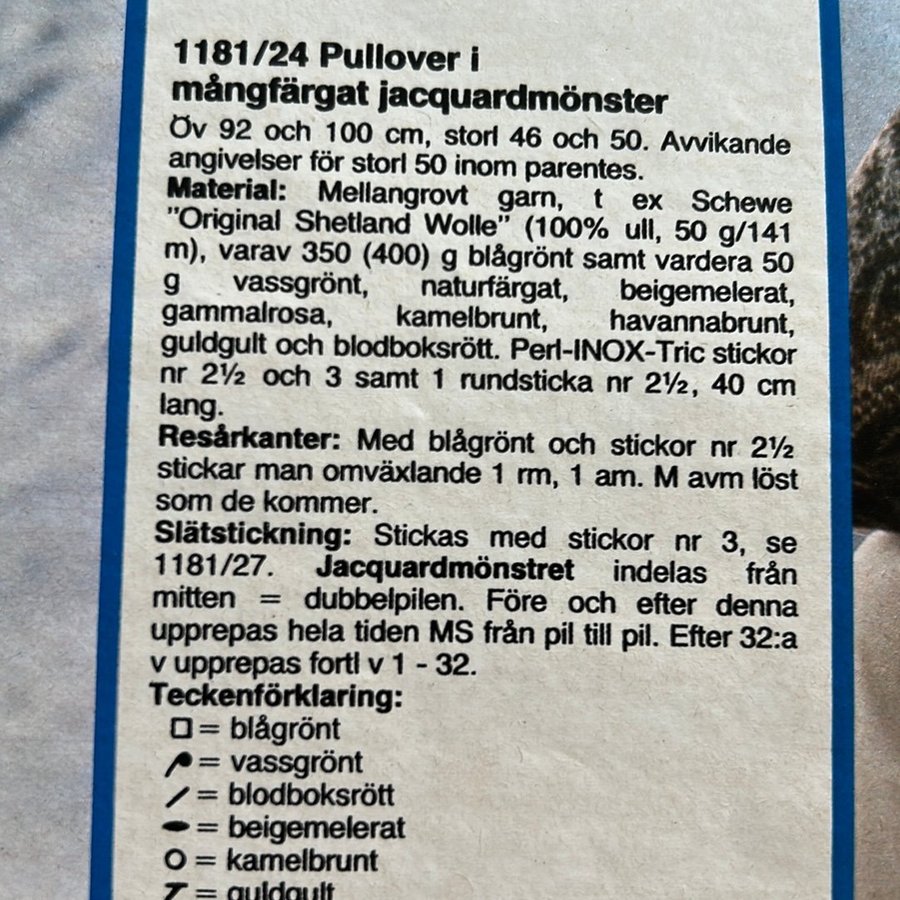 1181/24 Pullover i
mångfärgat jacquardmönster
Öv 92 och 100 cm, storl 46 och 50. Avvikande
angivelser för storl 50 inom parentes.
Material: Mellangrovt garn, t ex Schewe
"Original Shetland Wolle" (100% ull, 50 g/141
m), varav 350 (400) g blågrönt samt vardera 50
g vassgrönt, naturfärgat, beigemelerat,
gammalrosa, kamelbrunt, havannabrunt,
guldgult och blodboksrött. Perl-INOX-Tric stickor
nr 2½ och 3 samt 1 rundsticka nr 2½, 40 cm
lang.
Resårkanter: Med blågrönt och stickor nr 2½
stickar man omväxlande 1 rm, 1 am. M avm löst
som de kommer.
Slätstickning: Stickas med stickor nr 3, se
1181/27. Jacquardmönstret indelas från
mitten = dubbelpilen. Före och efter denna
upprepas hela tiden MS från pil till pil. Efter 32:a
v upprepas fortl v 1 - 32.
Teckenförklaring:
= blågrönt
= vassgrönt
= blodboksrött
= beigemelerat
= kamelbrunt
= guldgult